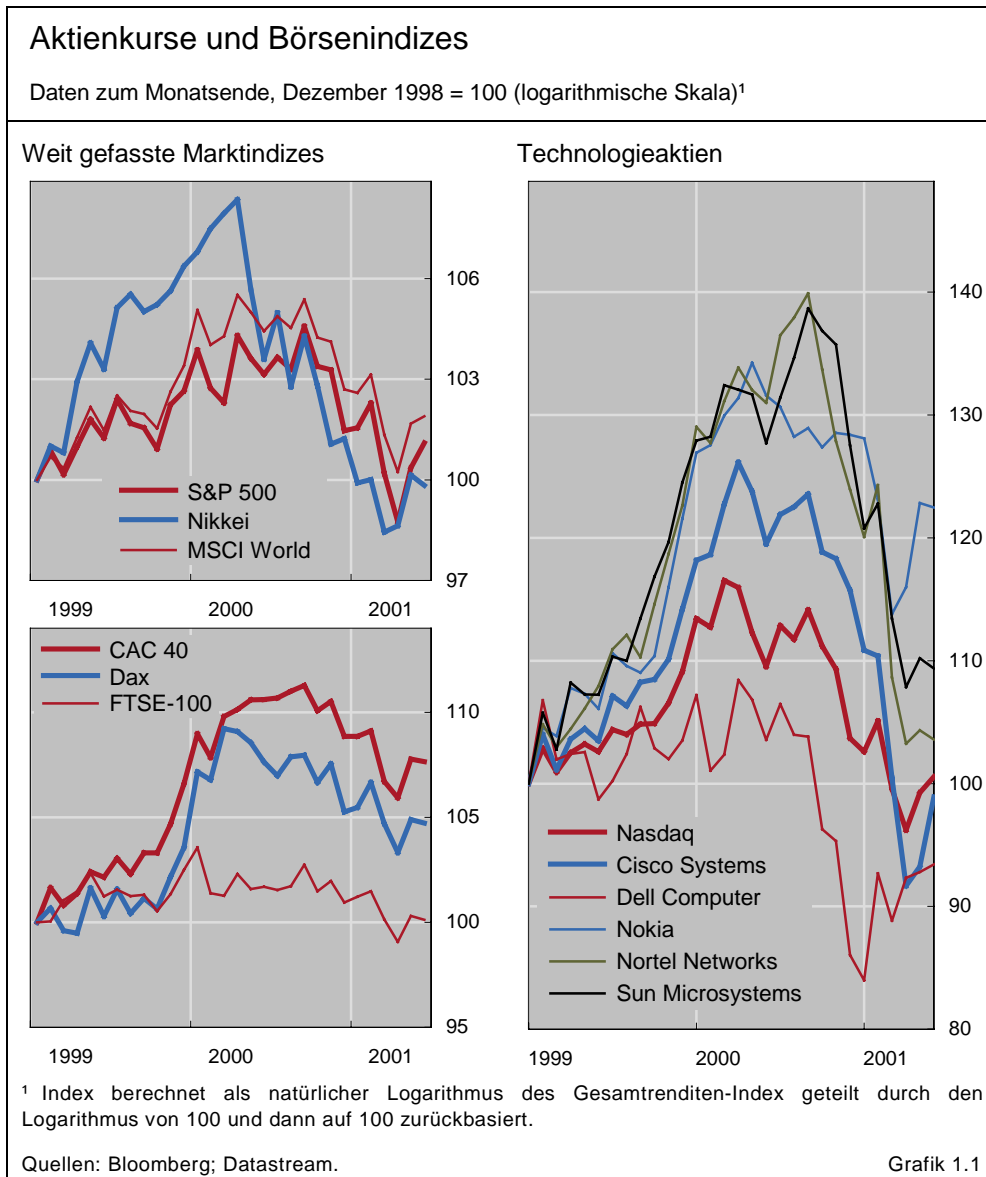 Aktienkurse und Börsenindizes
Daten zum Monatsende, Dezember 1998 = 100 (logarithmische Skala)¹
Weit gefasste Marktindizes
106
103
100
97
S&P 500
Nikkei
MSCI World
1999 2000 2001
CAC 40
Dax
FTSE-100
110
105
100
95
1999 2000 2001
Technologieaktien
140
130
120
110
100
90
80
Nasdaq
Cisco Systems
Dell Computer
Nokia
Nortel Networks
Sun Microsystems
1999 2000 2001
¹ Index berechnet als natürlicher Logarithmus des Gesamtrenditen-Index geteilt durch den
Logarithmus von 100 und dann auf 100 zurückbasiert.
Quellen: Bloomberg; Datastream. Grafik 1.1